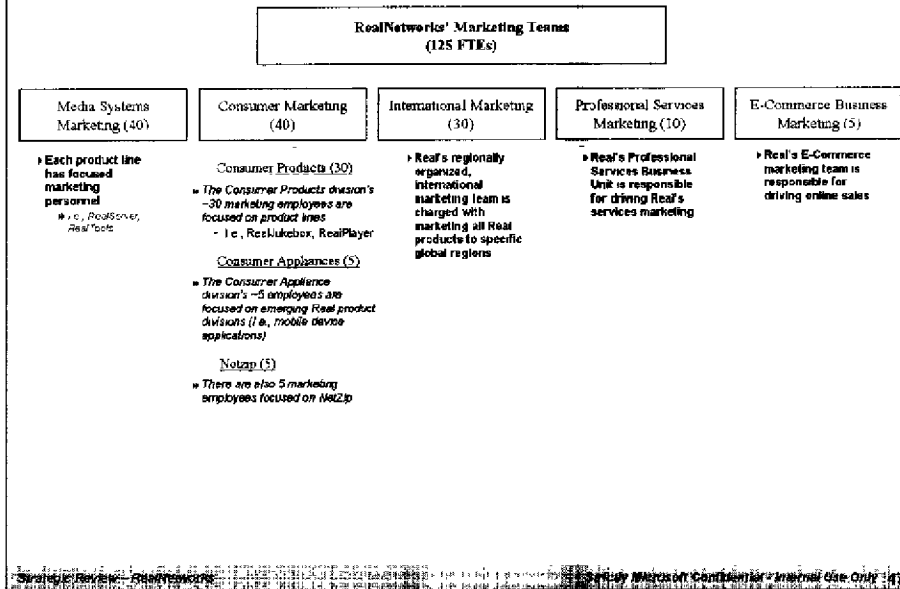 RealNetworks' Marketing Teams
(125 FTEs)
Media Systems
Marketing (40)
Each product line
has focused
marketing
personnel
i.e., RealServer,
RealTools
Consumer Marketing
(40)
Consumer Products (30)
The Consumer Products division's
~30 marketing employees are
focused on product lines
- I.e., RealJukebox, RealPlayer
Consumer Appliances (5)
The Consumer Appliance
division's ~5 employees are
focused on emerging Real product
divisions (i.e., mobile device
applications)
Netzip (5)
There are also 5 marketing
employees focused on NetZip
International Marketing
(30)
Real's regionally
organized,
international
marketing team is
charged with
marketing all Real
products to specific
global regions
Professional Services
Marketing (10)
Real's Professional
Services Business
Unit is responsible
for driving Real's
services marketing
E-Commerce Business
Marketing (5)
Real's E-Commerce
marketing team is
responsible for
driving online sales
Strategic Review - RealNetworks
Strictly Microsoft Confidential - Internal Use Only